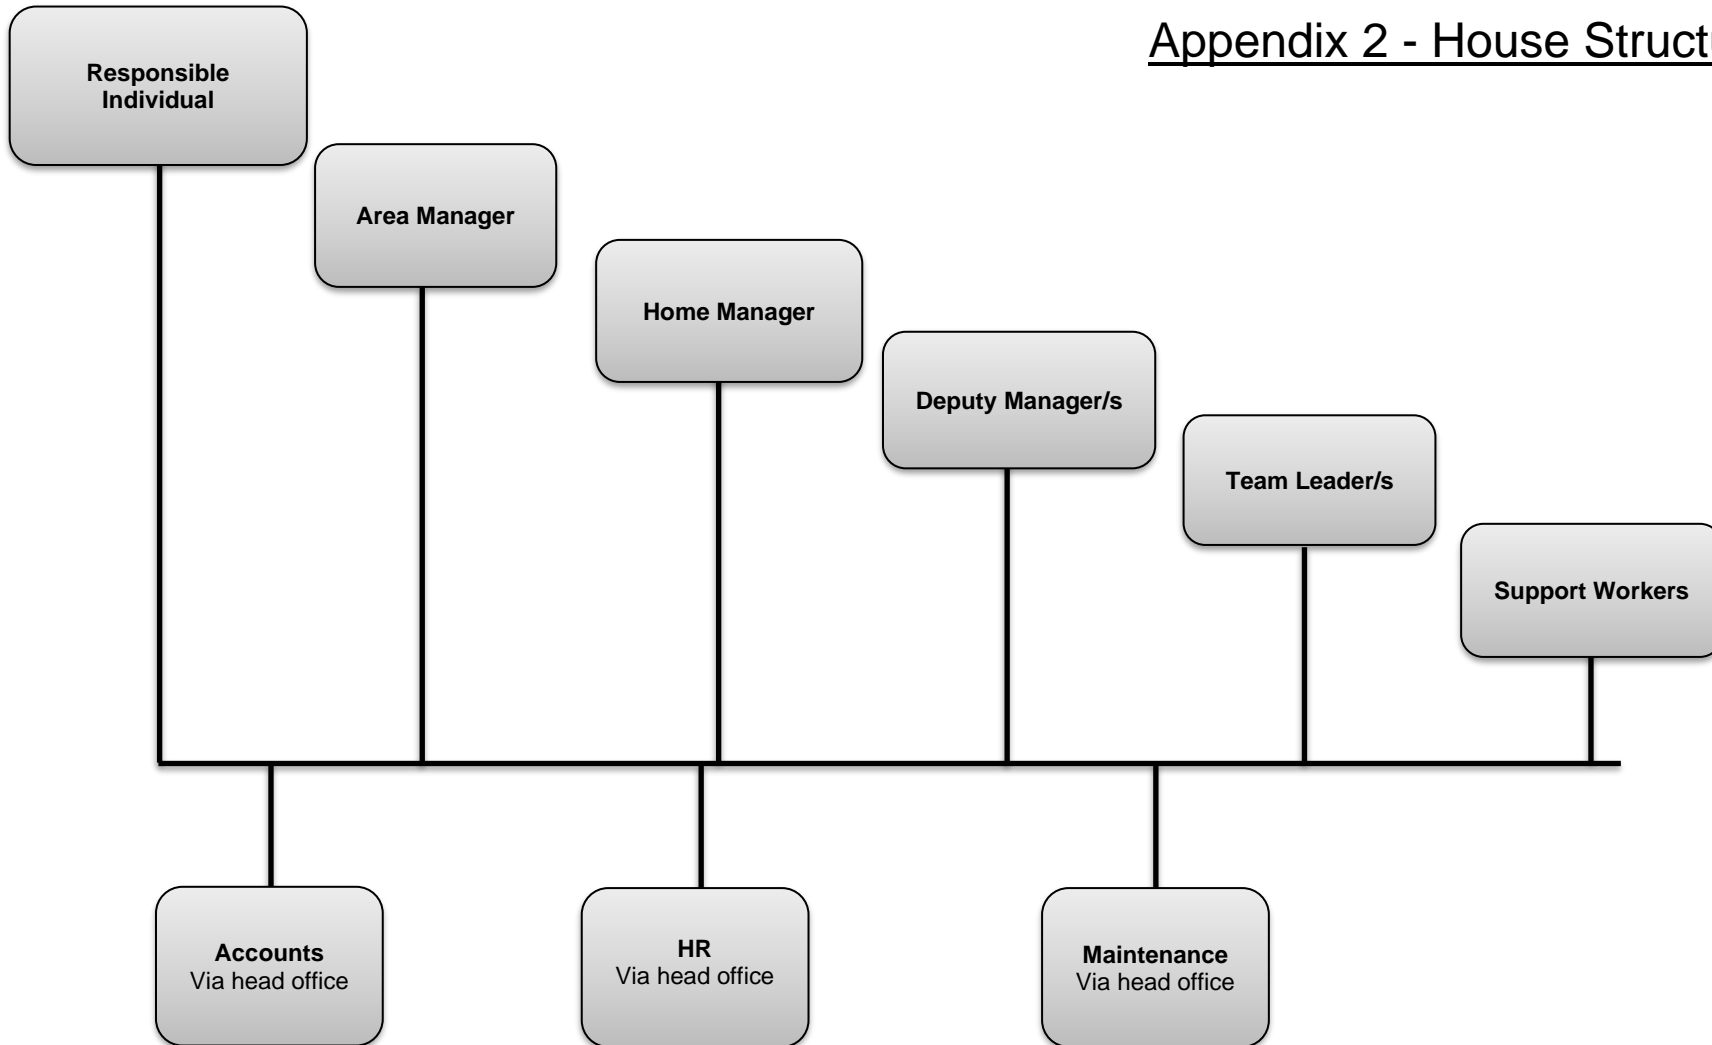 Appendix 2 - House Struct
Responsible
Individual
Area Manager
Home Manager
Deputy Manager/s
Team Leader/s
Support Workers
Accounts
Via head office
HR
Via head office
Maintenance
Via head office